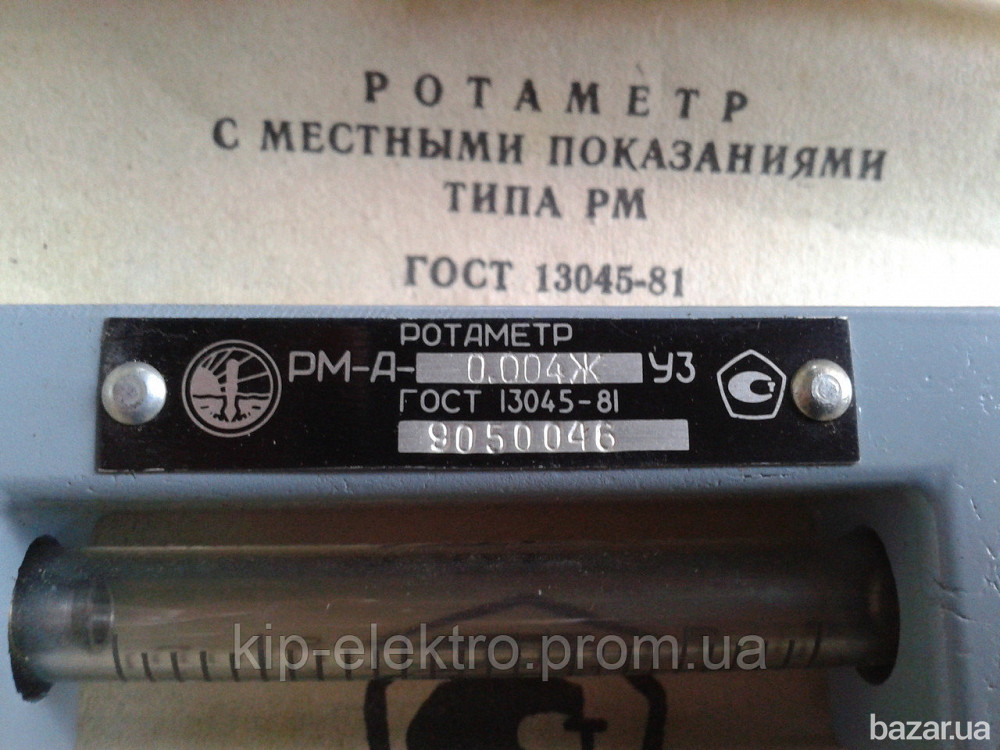 РОТАМЕТР
С МЕСТНЫМИ ПОКАЗАНИЯМИ
ТИПА РМ
ГОСТ 13045-81
РОТАМЕТР
РМ-А-0.004Ж УЗ
ГОСТ 13045-81
9050046
kip-elektro.prom.ua
bazar.ua